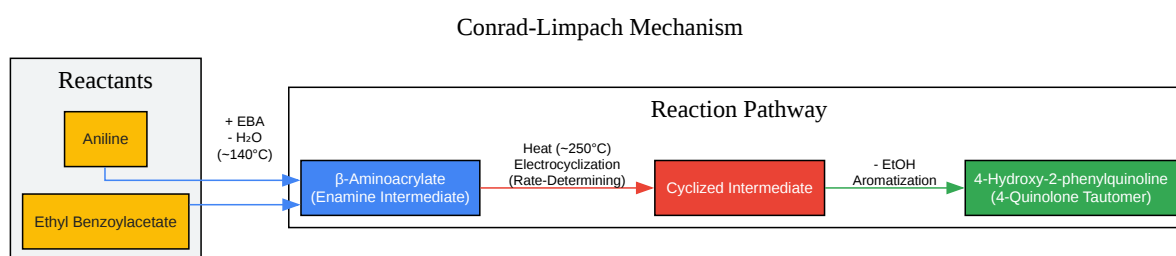 Conrad-Limpach Mechanism
Reactants
Aniline
Ethyl Benzoylacetate
+ EBA
- H₂O
(~140°C)
Reaction Pathway
β-Aminoacrylate
(Enamine Intermediate)
Heat (~250°C)
Electrocyclization
(Rate-Determining)
Cyclized Intermediate
- EtOH
Aromatization
4-Hydroxy-2-phenylquinoline
(4-Quinolone Tautomer)